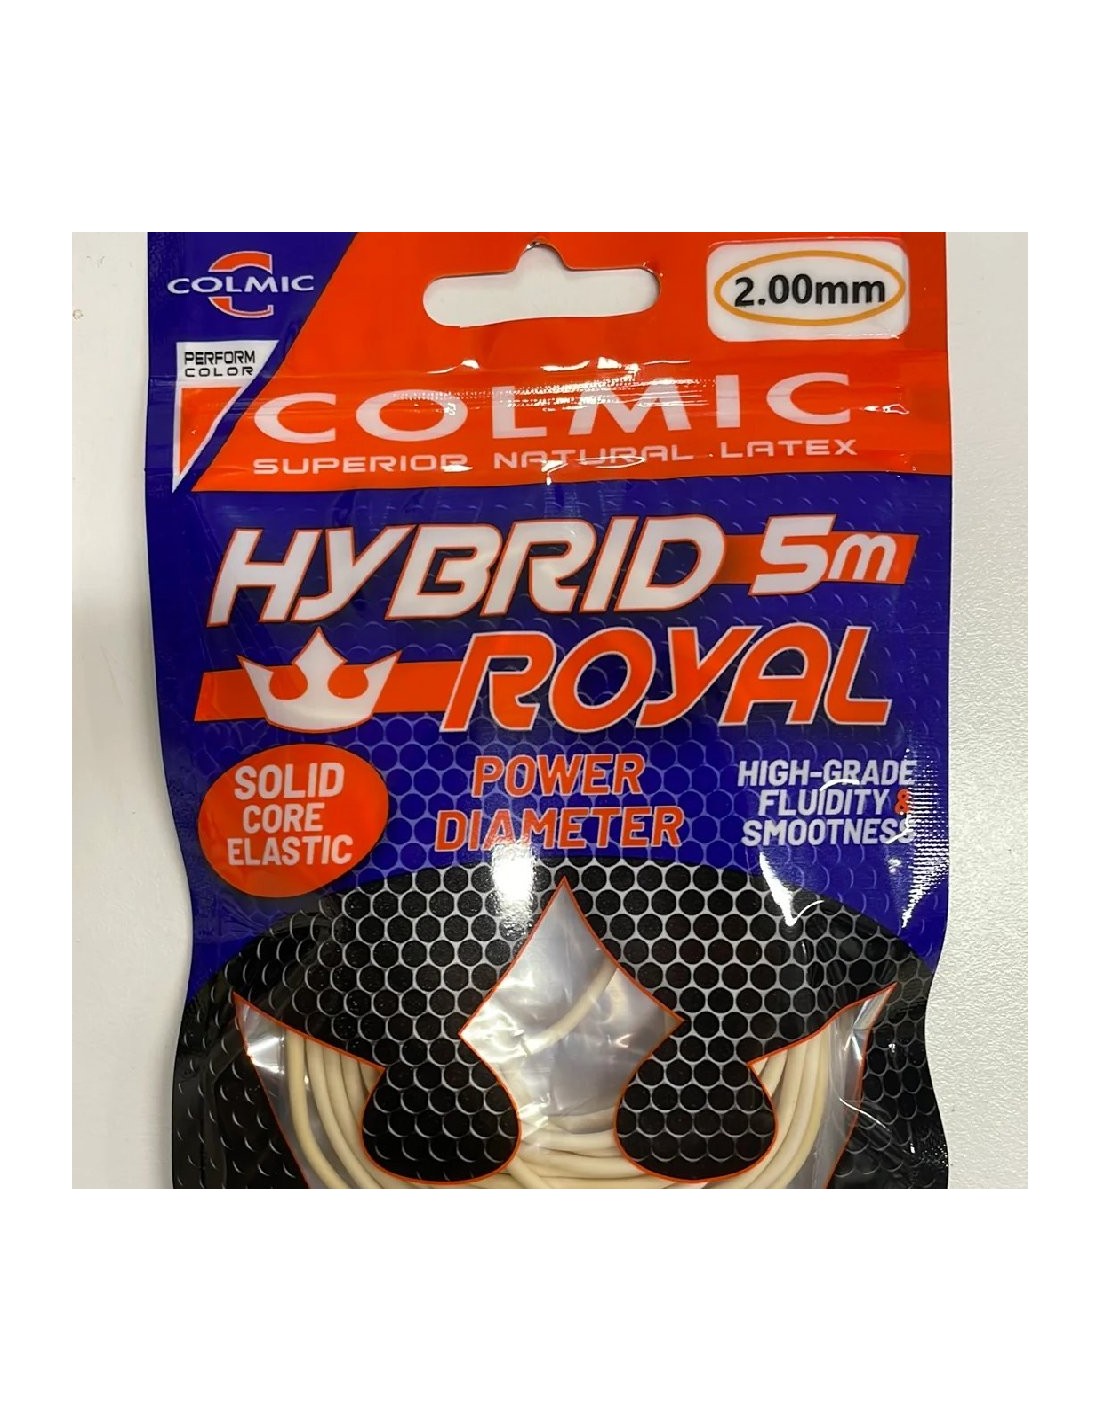 COLMIC
2.00mm
PERFORM
COLOR
COLMIC
SUPERIOR NATURAL LATEX
HYBRID 5m
ROYAL
SOLID
CORE
ELASTIC
POWER
DIAMETER
HIGH-GRADE
FLUIDITY &
SMOOTNESS